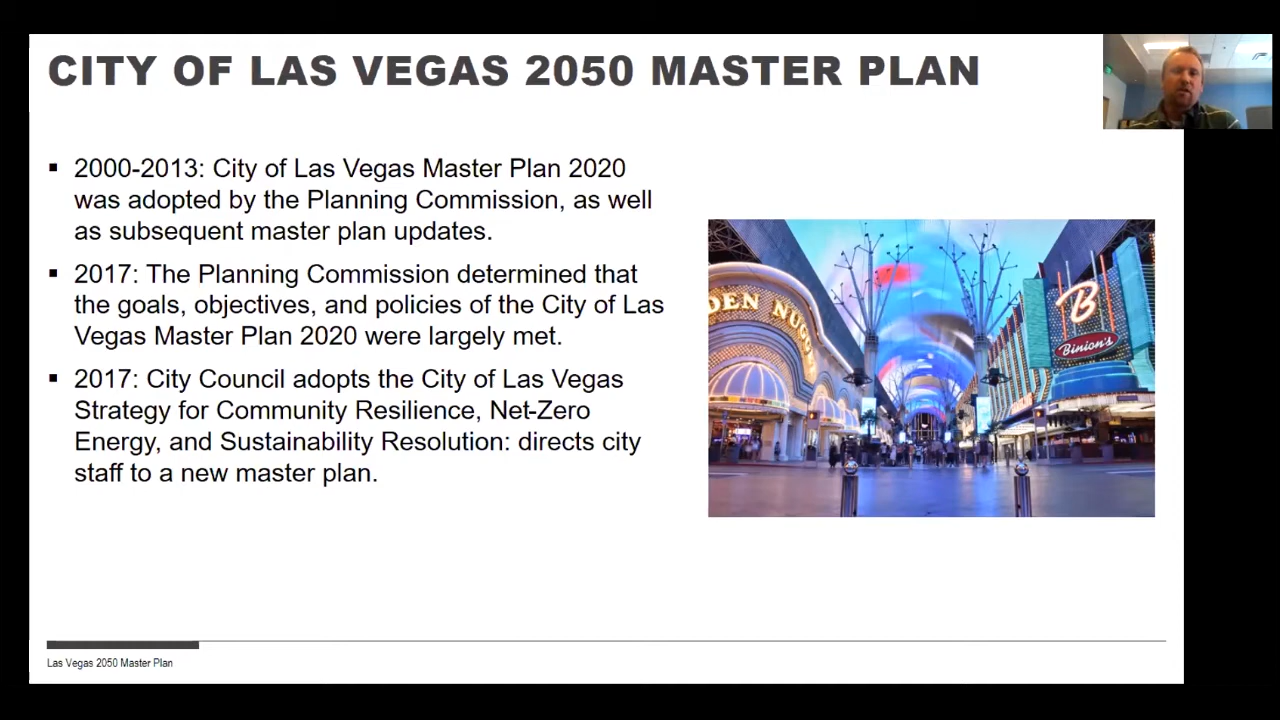 CITY OF LAS VEGAS 2050 MASTER PLAN
▪ 2000-2013: City of Las Vegas Master Plan 2020
was adopted by the Planning Commission, as well
as subsequent master plan updates.
▪ 2017: The Planning Commission determined that
the goals, objectives, and policies of the City of Las
Vegas Master Plan 2020 were largely met.
▪ 2017: City Council adopts the City of Las Vegas
Strategy for Community Resilience, Net-Zero
Energy, and Sustainability Resolution: directs city
staff to a new master plan.
DEN NUGG
B
Binion's
Las Vegas 2050 Master Plan